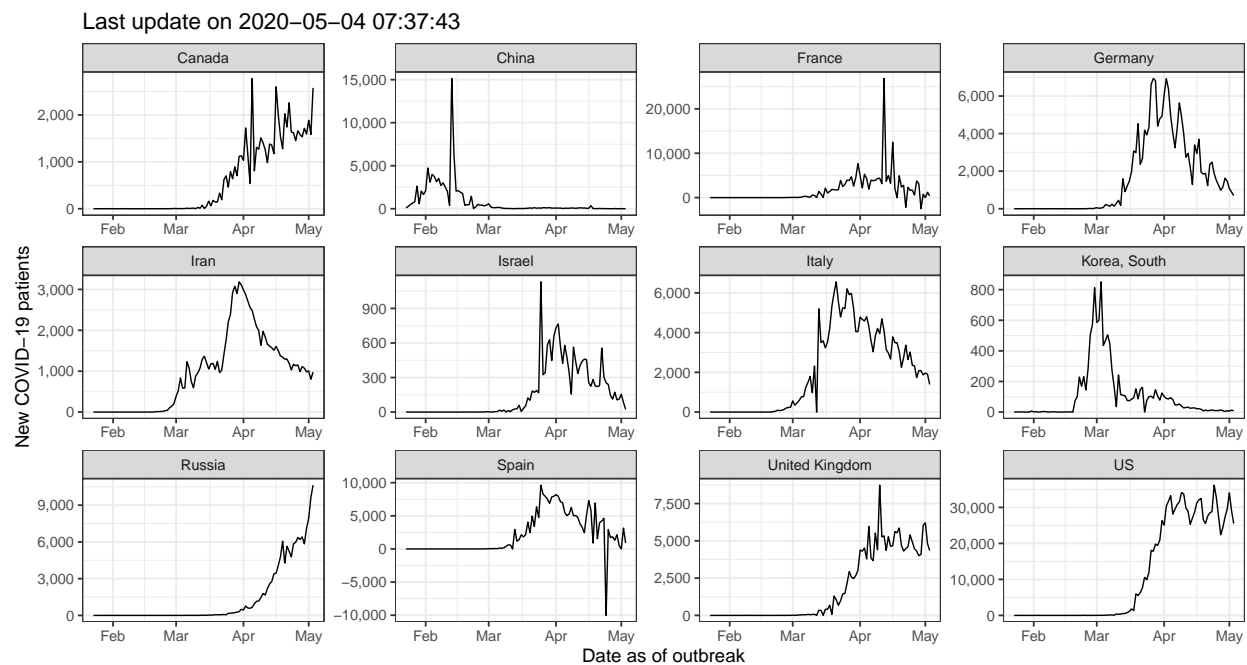 Last update on 2020−05−04 07:37:43
Canada
China
France
Germany
2,000
1,000
0
15,000
10,000
5,000
0
20,000
10,000
0
6,000
4,000
2,000
0
Feb Mar Apr May
Feb Mar Apr May
Feb Mar Apr May
Feb Mar Apr May
Iran
Israel
Italy
Korea, South
3,000
2,000
1,000
0
900
600
300
0
6,000
4,000
2,000
0
800
600
400
200
0
Feb Mar Apr May
Feb Mar Apr May
Feb Mar Apr May
Feb Mar Apr May
Russia
Spain
United Kingdom
US
9,000
6,000
3,000
0
10,000
5,000
0
−5,000
−10,000
7,500
5,000
2,500
0
30,000
20,000
10,000
0
Feb Mar Apr May
Feb Mar Apr May
Feb Mar Apr May
Feb Mar Apr May
New COVID−19 patients
Date as of outbreak